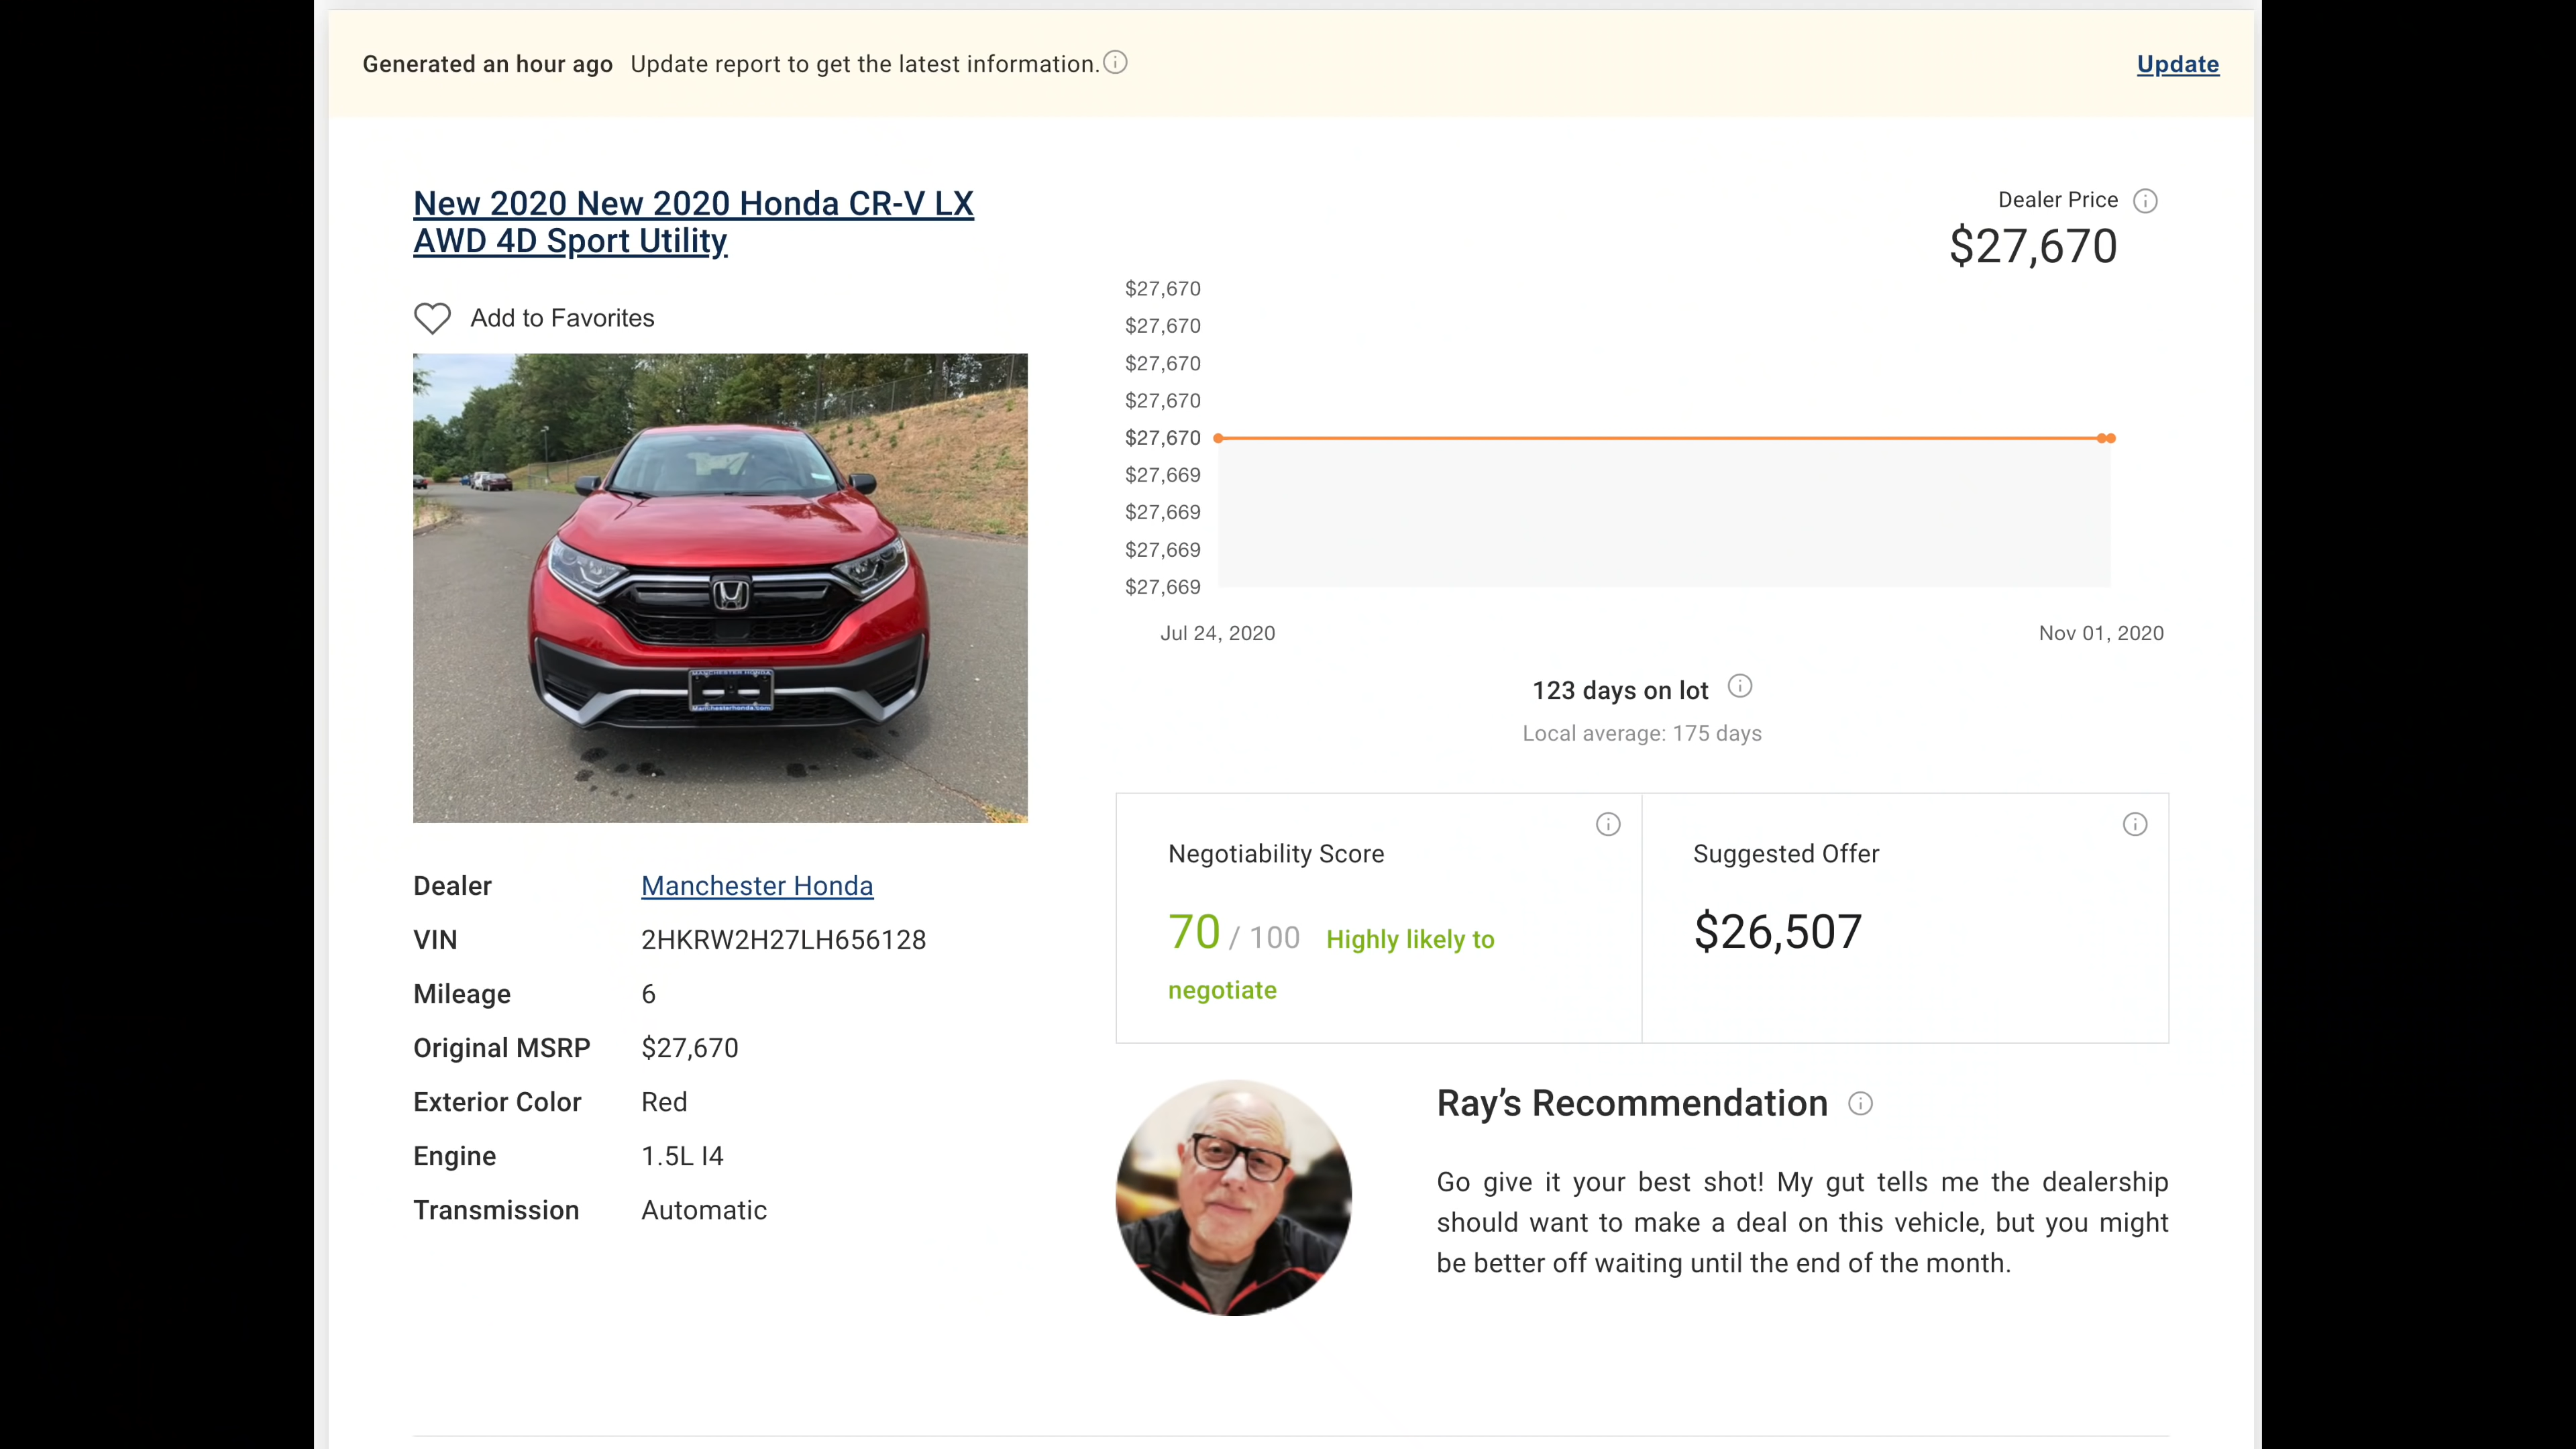 Generated an hour ago Update report to get the latest information.
Update
New 2020 New 2020 Honda CR-V LX
AWD 4D Sport Utility
Add to Favorites
Dealer Price
$27,670
$27,670
$27,670
$27,670
$27,670
$27,670
$27,669
$27,669
$27,669
$27,669
Jul 24, 2020
Nov 01, 2020
123 days on lot
Local average: 175 days
MANCHESTER HONDA
Manchesterhonda.com
Dealer Manchester Honda
VIN 2HKRW2H27LH656128
Mileage 6
Original MSRP $27,670
Exterior Color Red
Engine 1.5L I4
Transmission Automatic
Negotiability Score
70 / 100 Highly likely to
negotiate
Suggested Offer
$26,507
Ray’s Recommendation
Go give it your best shot! My gut tells me the dealership
should want to make a deal on this vehicle, but you might
be better off waiting until the end of the month.